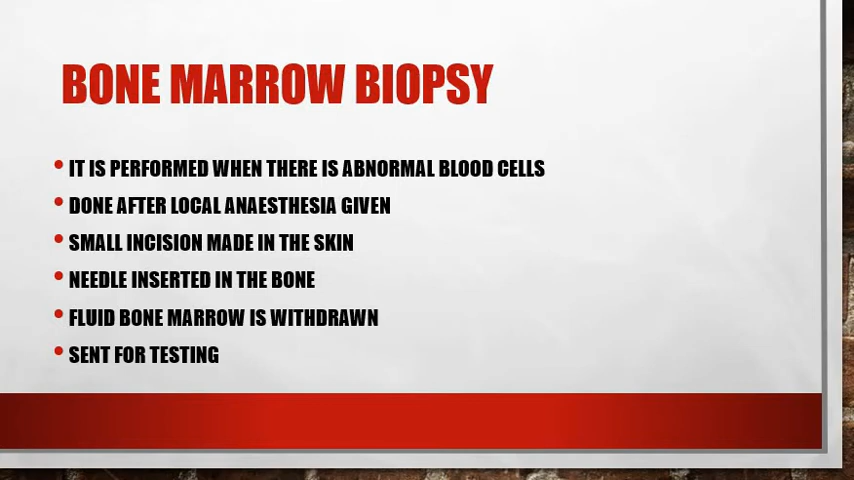 BONE MARROW BIOPSY
• IT IS PERFORMED WHEN THERE IS ABNORMAL BLOOD CELLS
• DONE AFTER LOCAL ANAESTHESIA GIVEN
• SMALL INCISION MADE IN THE SKIN
• NEEDLE INSERTED IN THE BONE
• FLUID BONE MARROW IS WITHDRAWN
• SENT FOR TESTING